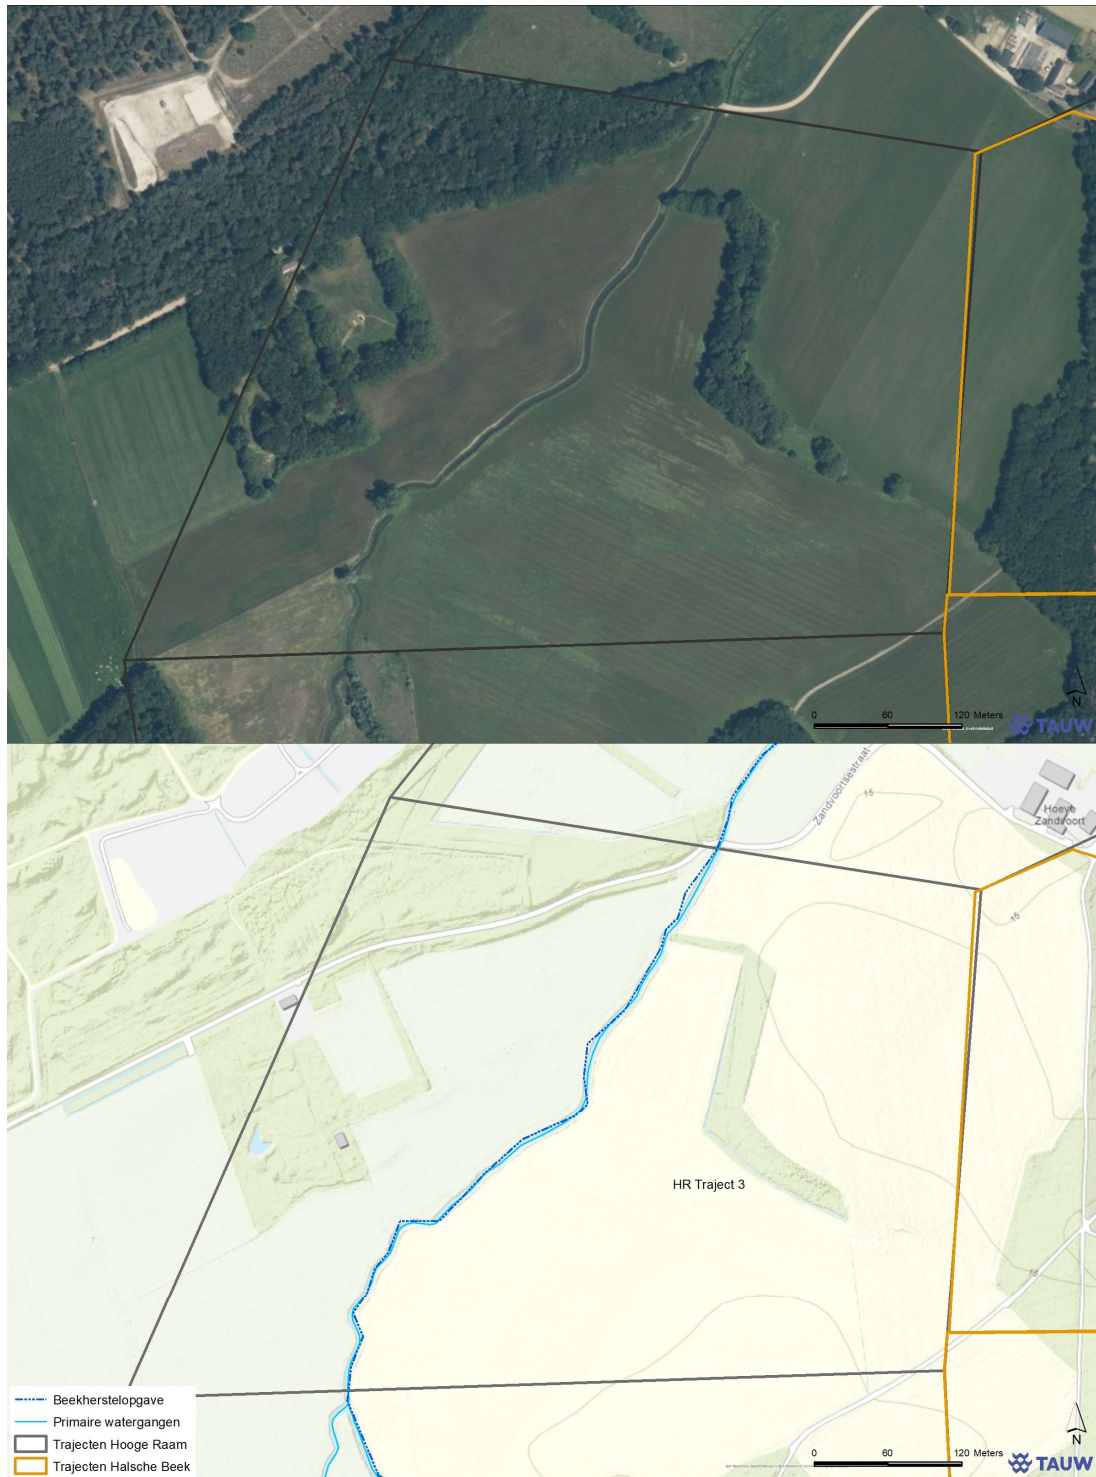 0 60 120 Meters
N
TAUW
Zandvoortsestraat
15
Hoeve
Zandvoort
15
HR Traject 3
15
Beekherstelopgave
Primaire watergangen
Trajecten Hooge Raam
Trajecten Halsche Beek
0 60 120 Meters
N
TAUW